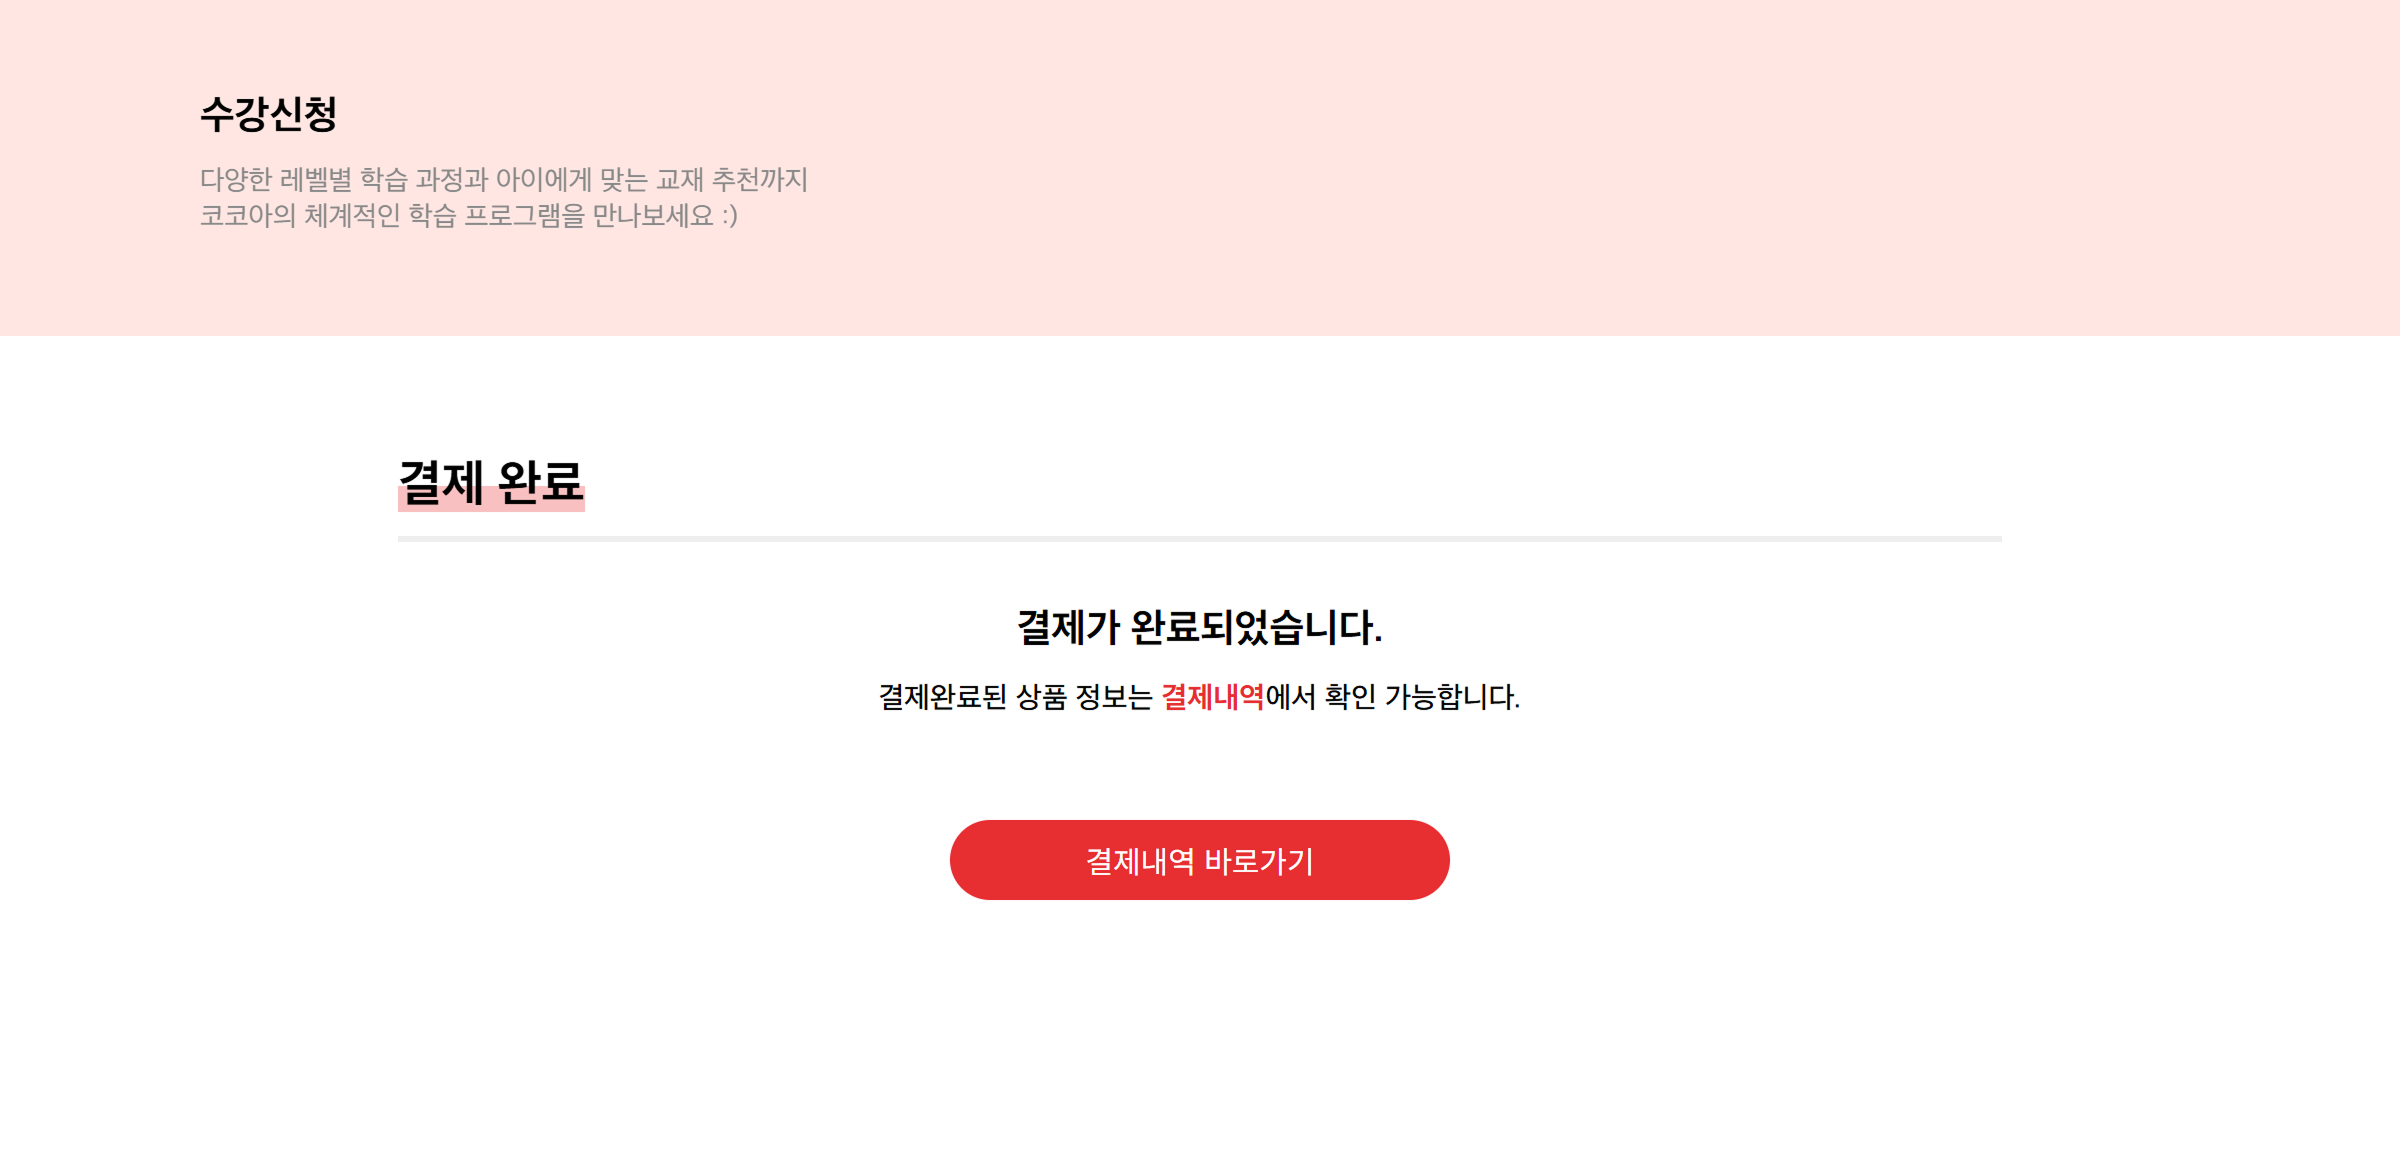 수강신청
다양한 레벨별 학습 과정과 아이에게 맞는 교재 추천까지
코코아의 체계적인 학습 프로그램을 만나보세요 :)
결제 완료
결제가 완료되었습니다.
결제완료된 상품 정보는 결제내역에서 확인 가능합니다.
결제내역 바로가기